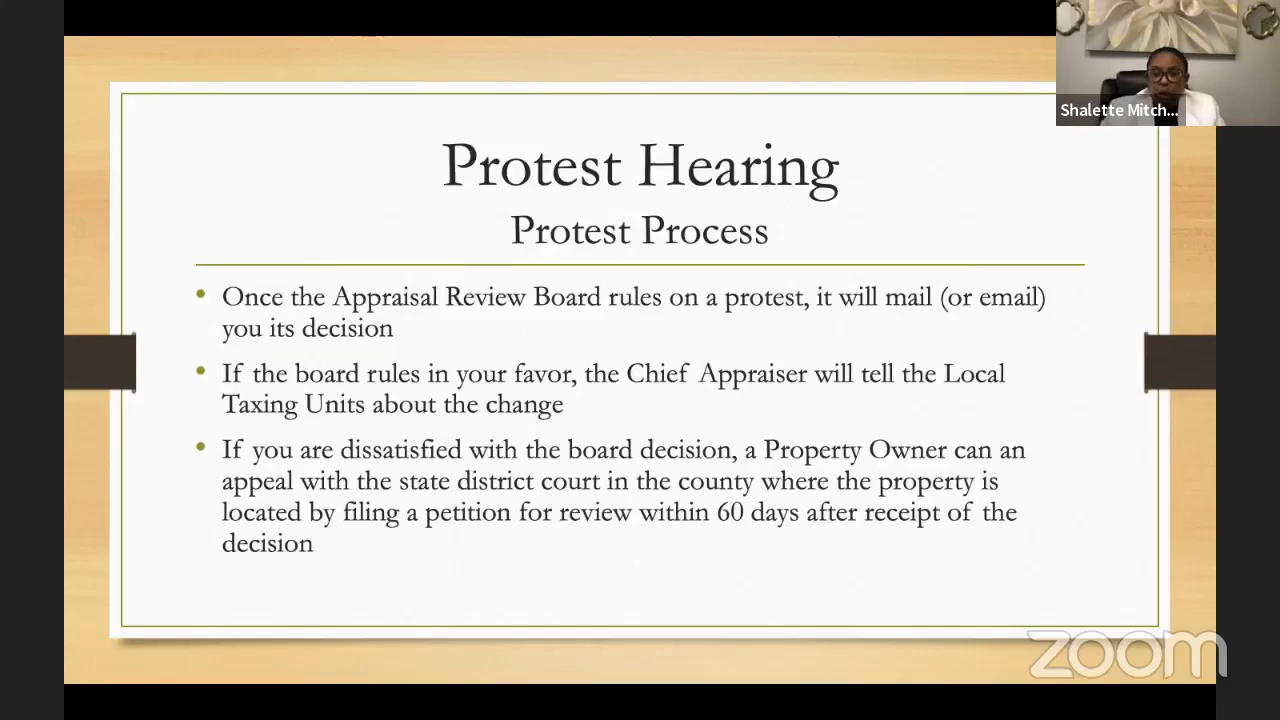 Shalette Mitch...
Protest Hearing
Protest Process
• Once the Appraisal Review Board rules on a protest, it will mail (or email)
you its decision
• If the board rules in your favor, the Chief Appraiser will tell the Local
Taxing Units about the change
• If you are dissatisfied with the board decision, a Property Owner can an
appeal with the state district court in the county where the property is
located by filing a petition for review within 60 days after receipt of the
decision
zoom